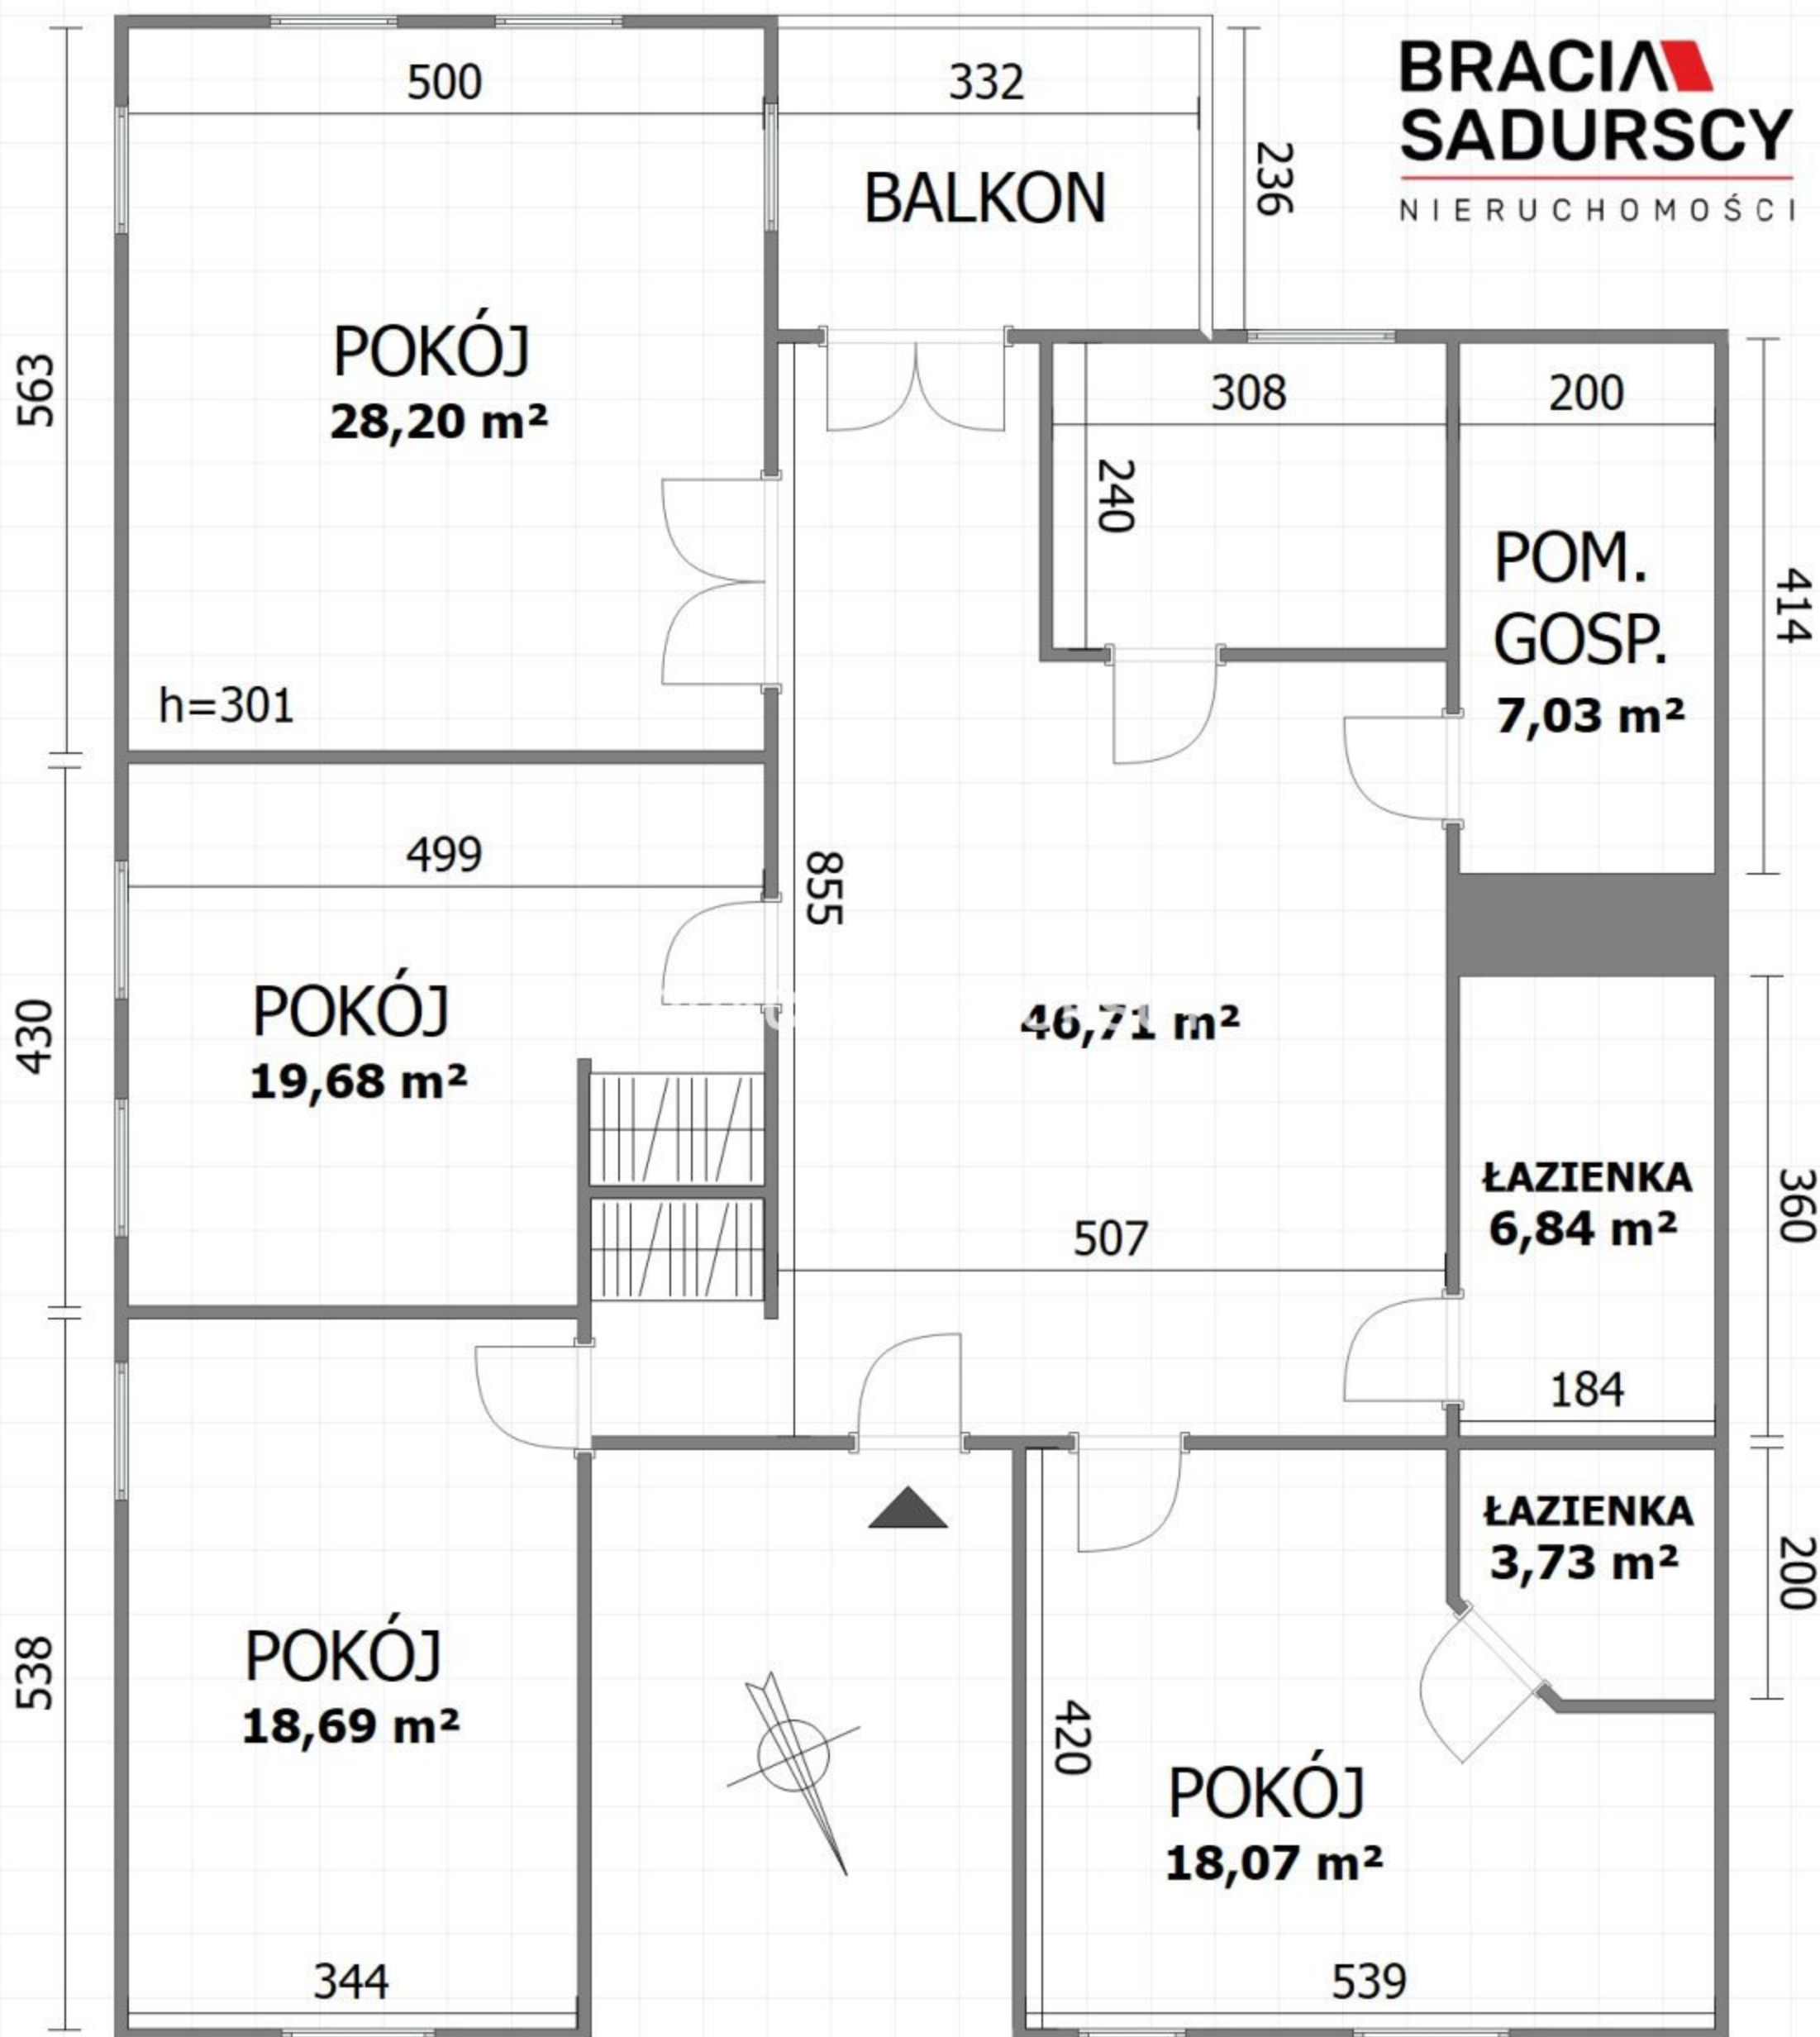 BRACIA
SADURSCY
NIERUCHOMOŚCI
500
332
236
BALKON
POKÓJ
28,20 m²
563
308
200
240
POM.
GOSP.
7,03 m²
414
h=301
499
855
POKÓJ
19,68 m²
430
46,71 m²
ŁAZIENKA
6,84 m²
360
507
184
ŁAZIENKA
3,73 m²
200
POKÓJ
18,69 m²
538
420
POKÓJ
18,07 m²
344
539